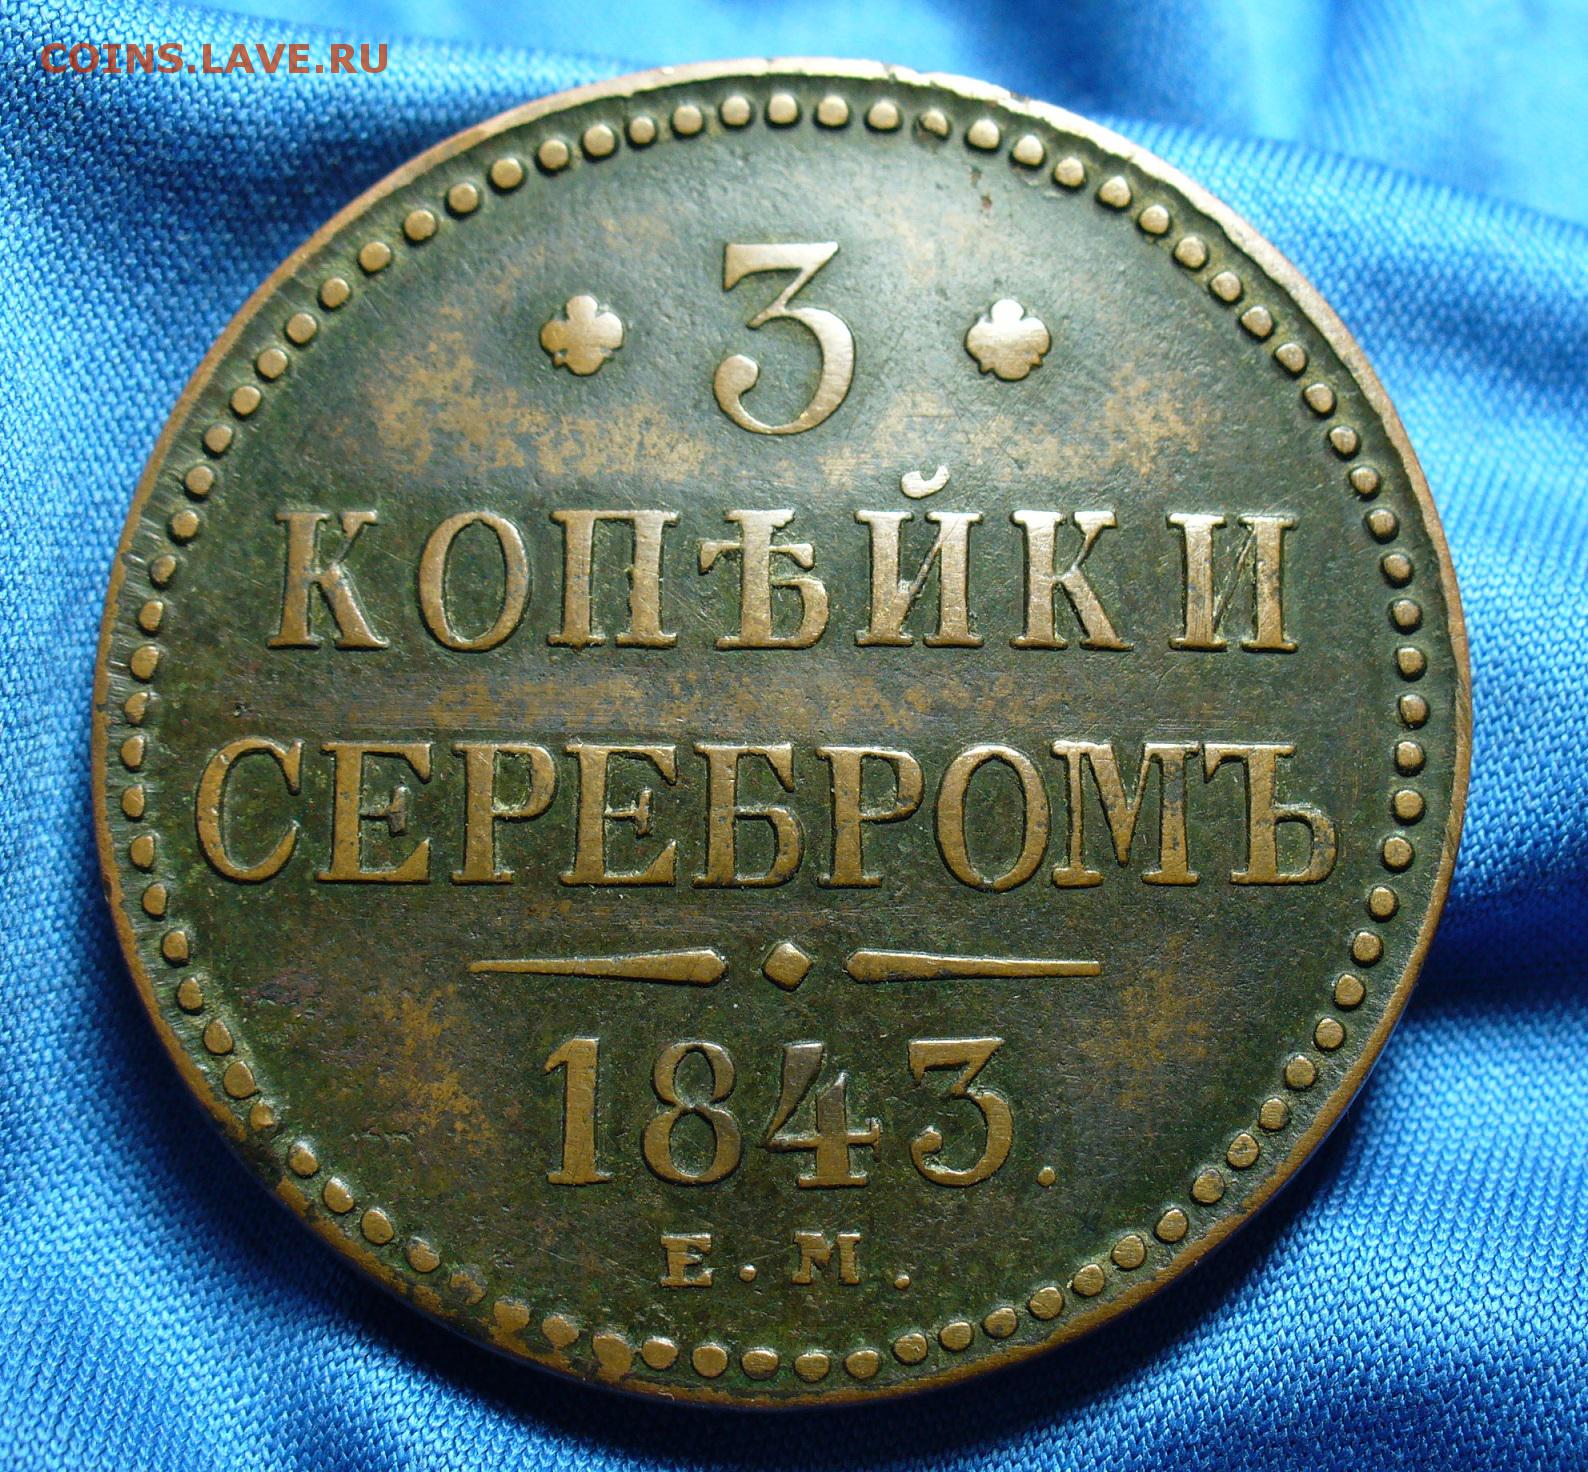 COINS.LAVE.RU
3
КОПѢЙКИ
СЕРЕБРОМЪ
1843.
Е.М.